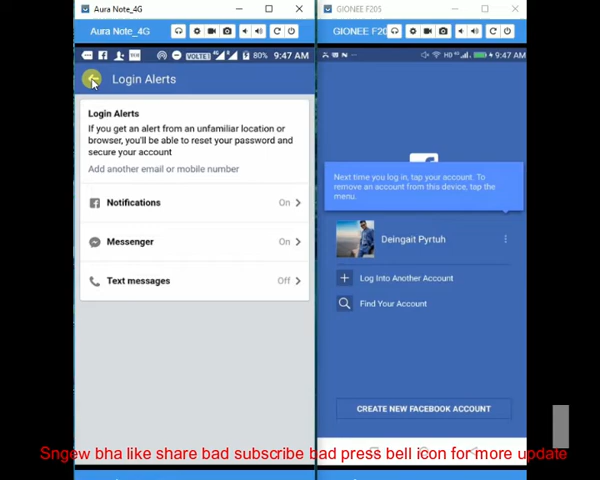 Aura Note_4G
Aura Note_4G
80% 9:47 AM
Login Alerts
Login Alerts
If you get an alert from an unfamiliar location or
browser, you'll be able to reset your password and
secure your account
Add another email or mobile number
Notifications On
Messenger On
Text messages Off
GIONEE F205
GIONEE F20
9:47 AM
Next time you log in, tap your account. To
remove an account from this device, tap the
menu.
Deingait Pyrtuh
Log Into Another Account
Find Your Account
CREATE NEW FACEBOOK ACCOUNT
Sngew bha like share bad subscribe bad press bell icon for more update